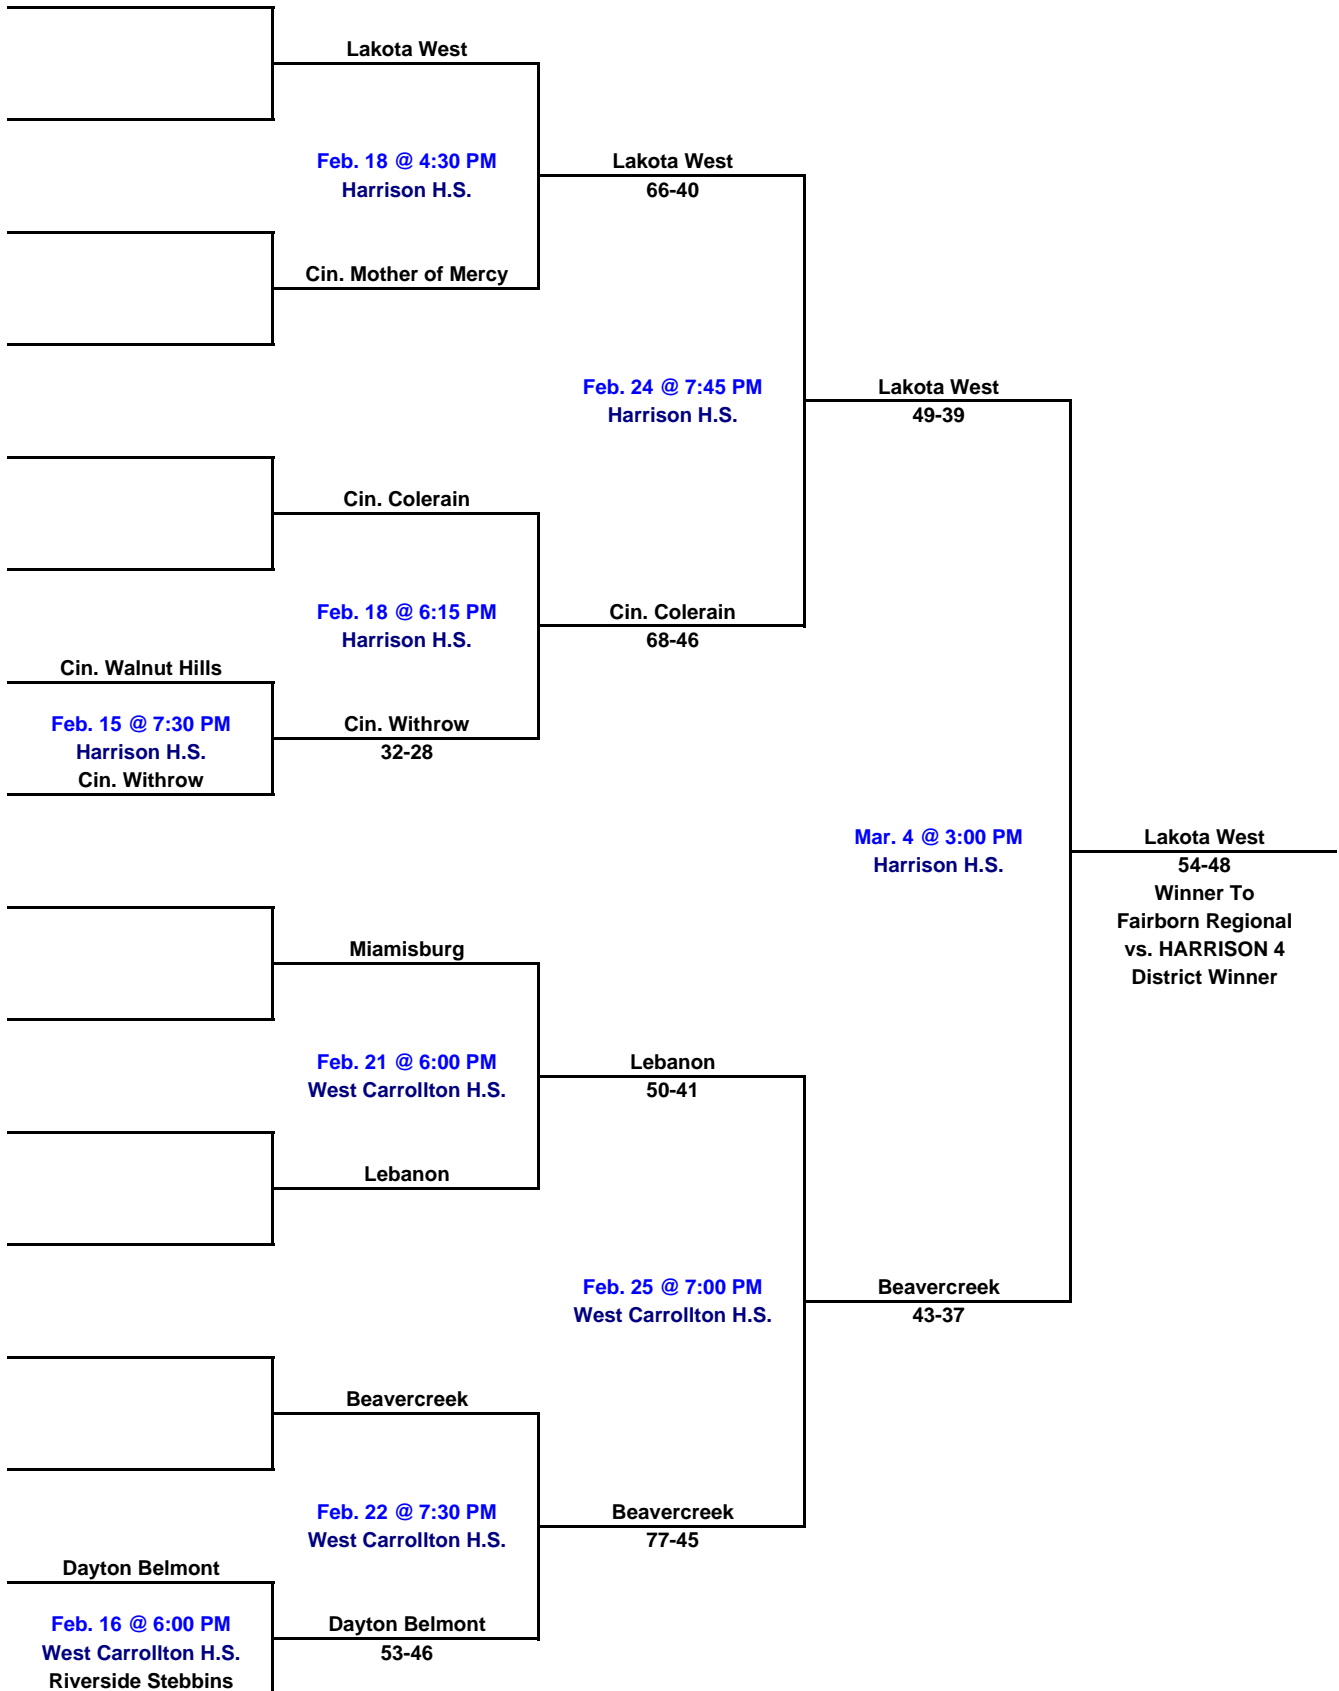 Lakota West
Feb. 18 @ 4:30 PM
Harrison H.S.
Lakota West
66-40
Cin. Mother of Mercy
Feb. 24 @ 7:45 PM
Harrison H.S.
Lakota West
49-39
Cin. Colerain
Feb. 18 @ 6:15 PM
Harrison H.S.
Cin. Colerain
68-46
Cin. Walnut Hills
Feb. 15 @ 7:30 PM
Harrison H.S.
Cin. Withrow
Cin. Withrow
32-28
Mar. 4 @ 3:00 PM
Harrison H.S.
Lakota West
54-48
Winner To
Fairborn Regional
vs. HARRISON 4
District Winner
Miamisburg
Feb. 21 @ 6:00 PM
West Carrollton H.S.
Lebanon
50-41
Lebanon
Feb. 25 @ 7:00 PM
West Carrollton H.S.
Beavercreek
43-37
Beavercreek
Feb. 22 @ 7:30 PM
West Carrollton H.S.
Beavercreek
77-45
Dayton Belmont
Feb. 16 @ 6:00 PM
West Carrollton H.S.
Riverside Stebbins
Dayton Belmont
53-46